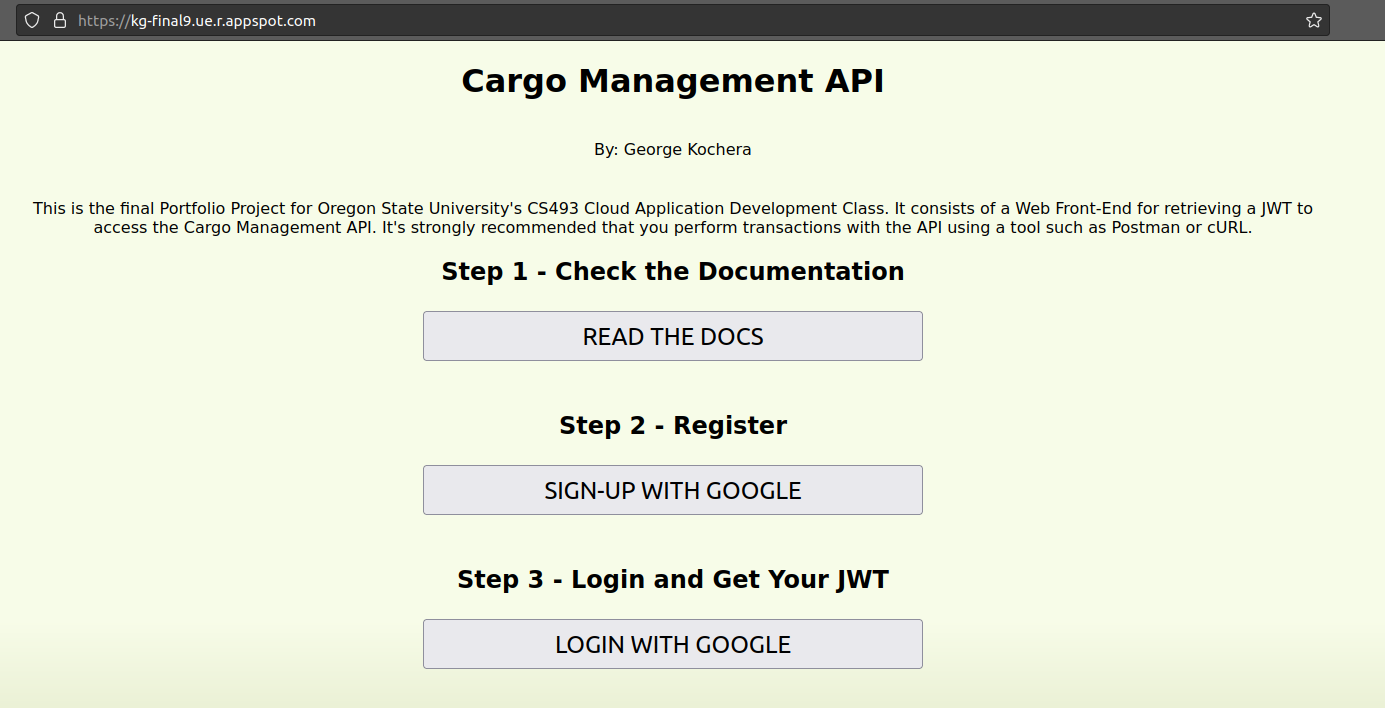 https://kg-final9.ue.r.appspot.com
Cargo Management API
By: George Kochera
This is the final Portfolio Project for Oregon State University's CS493 Cloud Application Development Class. It consists of a Web Front-End for retrieving a JWT to
access the Cargo Management API. It's strongly recommended that you perform transactions with the API using a tool such as Postman or cURL.
Step 1 - Check the Documentation
READ THE DOCS
Step 2 - Register
SIGN-UP WITH GOOGLE
Step 3 - Login and Get Your JWT
LOGIN WITH GOOGLE